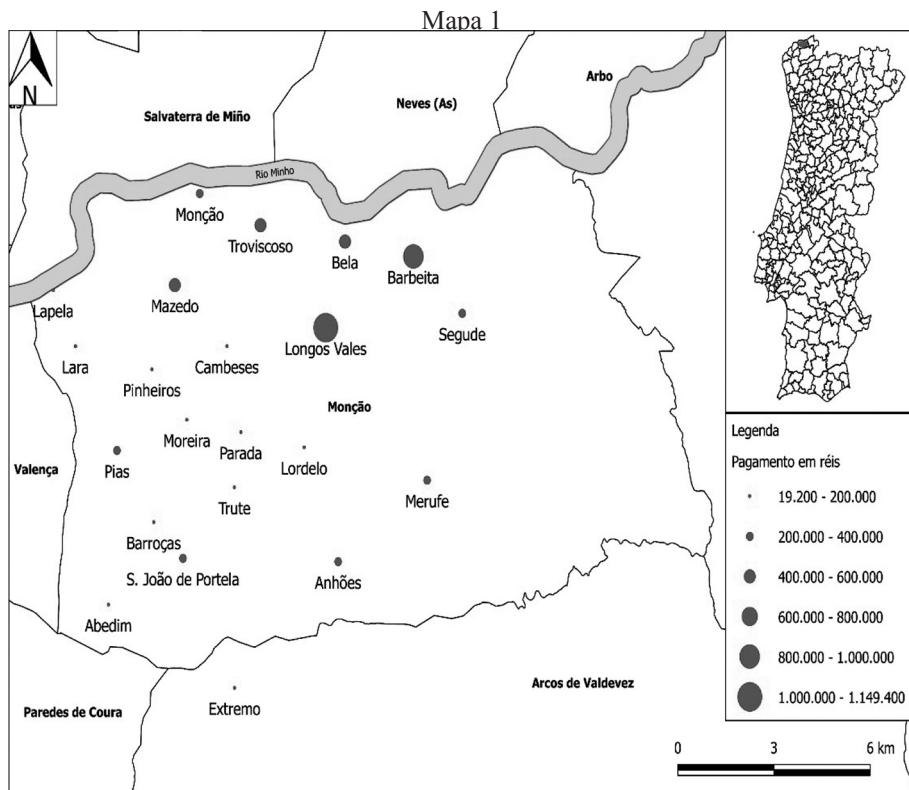 Mapa 1
N
Salvaterra de Miño
Neves (As)
Arbo
Rio Minho
Monção
Troviscoso
Bela
Barbeita
Lapela
Mazedo
Segude
Longos Vales
Lara
Cambeses
Pinheiros
Monção
Moreira
Parada
Lordelo
Valença
Pias
Merufe
Trute
Barroças
S. João de Portela
Anhões
Abedim
Paredes de Coura
Extremo
Arcos de Valdevez
Legenda
Pagamento em réis
19.200 - 200.000
200.000 - 400.000
400.000 - 600.000
600.000 - 800.000
800.000 - 1.000.000
1.000.000 - 1.149.400
0 3 6 km